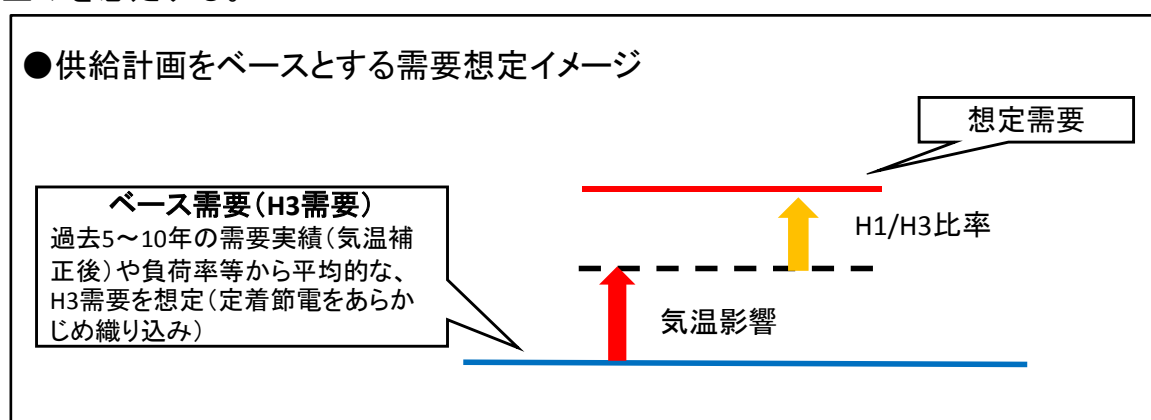 ●供給計画をベースとする需要想定イメージ
想定需要
ベース需要(H3需要)
過去5~10年の需要実績(気温補
正後)や負荷率等から平均的な、
H3需要を想定(定着節電をあらか
じめ織り込み)
H1/H3比率
気温影響